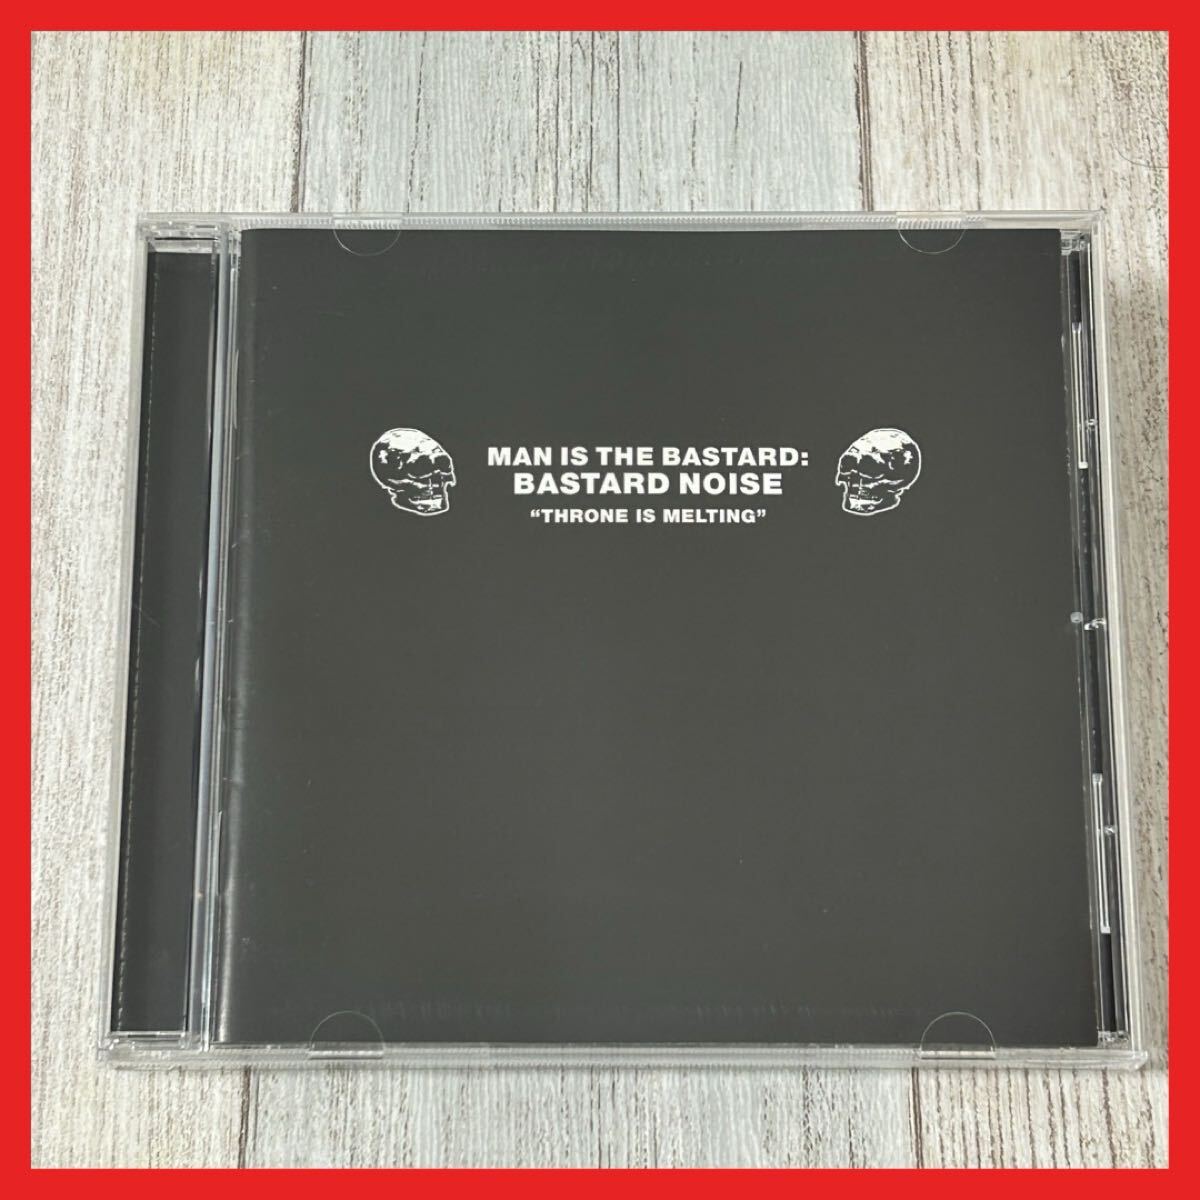 MAN IS THE BASTARD:
BASTARD NOISE
“THRONE IS MELTING”